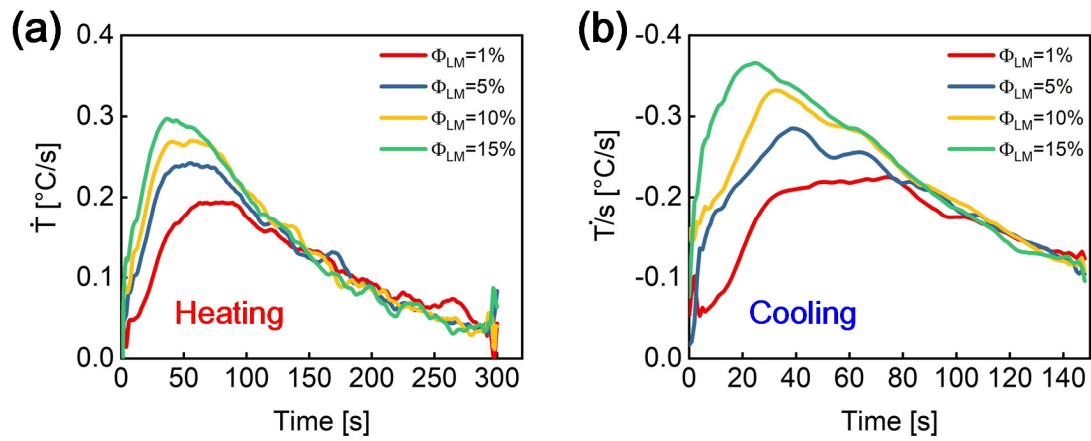 (a)
0.4
0.3
0.2
0.1
0.0
Ṫ [°C/s]
Φ_LM=1%
Φ_LM=5%
Φ_LM=10%
Φ_LM=15%
Heating
0 50 100 150 200 250 300
Time [s]
(b)
-0.4
-0.3
-0.2
-0.1
-0.0
Ṫ/s [°C/s]
Φ_LM=1%
Φ_LM=5%
Φ_LM=10%
Φ_LM=15%
Cooling
0 20 40 60 80 100 120 140
Time [s]